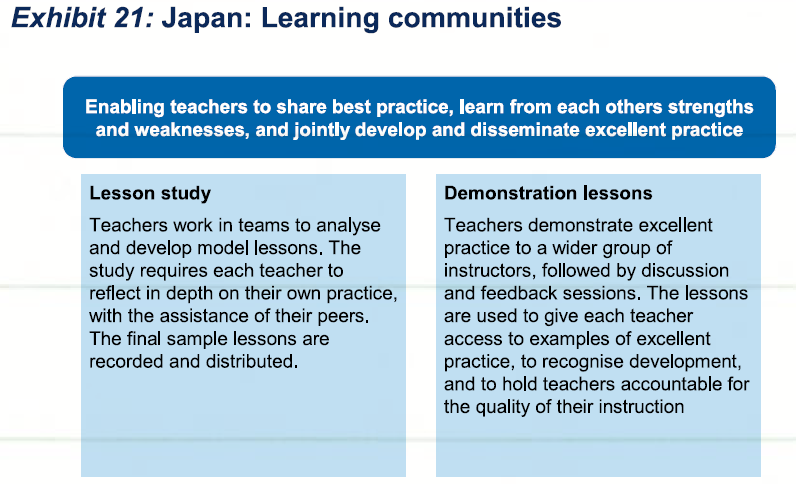 Exhibit 21: Japan: Learning communities
Enabling teachers to share best practice, learn from each others strengths
and weaknesses, and jointly develop and disseminate excellent practice
Lesson study
Teachers work in teams to analyse
and develop model lessons. The
study requires each teacher to
reflect in depth on their own practice,
with the assistance of their peers.
The final sample lessons are
recorded and distributed.
Demonstration lessons
Teachers demonstrate excellent
practice to a wider group of
instructors, followed by discussion
and feedback sessions. The lessons
are used to give each teacher
access to examples of excellent
practice, to recognise development,
and to hold teachers accountable for
the quality of their instruction